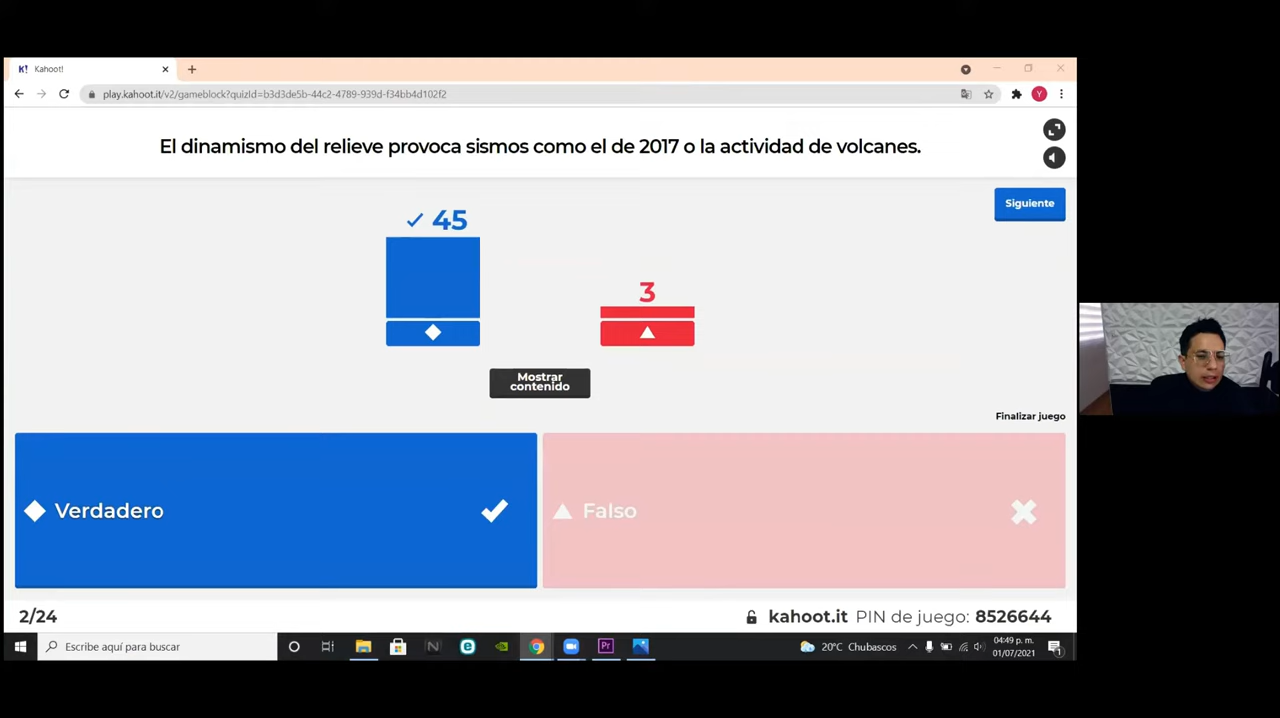 K! Kahoot!
play.kahoot.it/v2/gameblock?quizId=b3d3de5b-44c2-4789-939d-f34bb4d102f2
Y
El dinamismo del relieve provoca sismos como el de 2017 o la actividad de volcanes.
Siguiente
45
3
Mostrar
contenido
Finalizar juego
Verdadero
Falso
2/24
kahoot.it PIN de juego: 8526644
Escribe aquí para buscar
N
e
Pr
20°C Chubascos
04:49 p. m.
01/07/2021
1